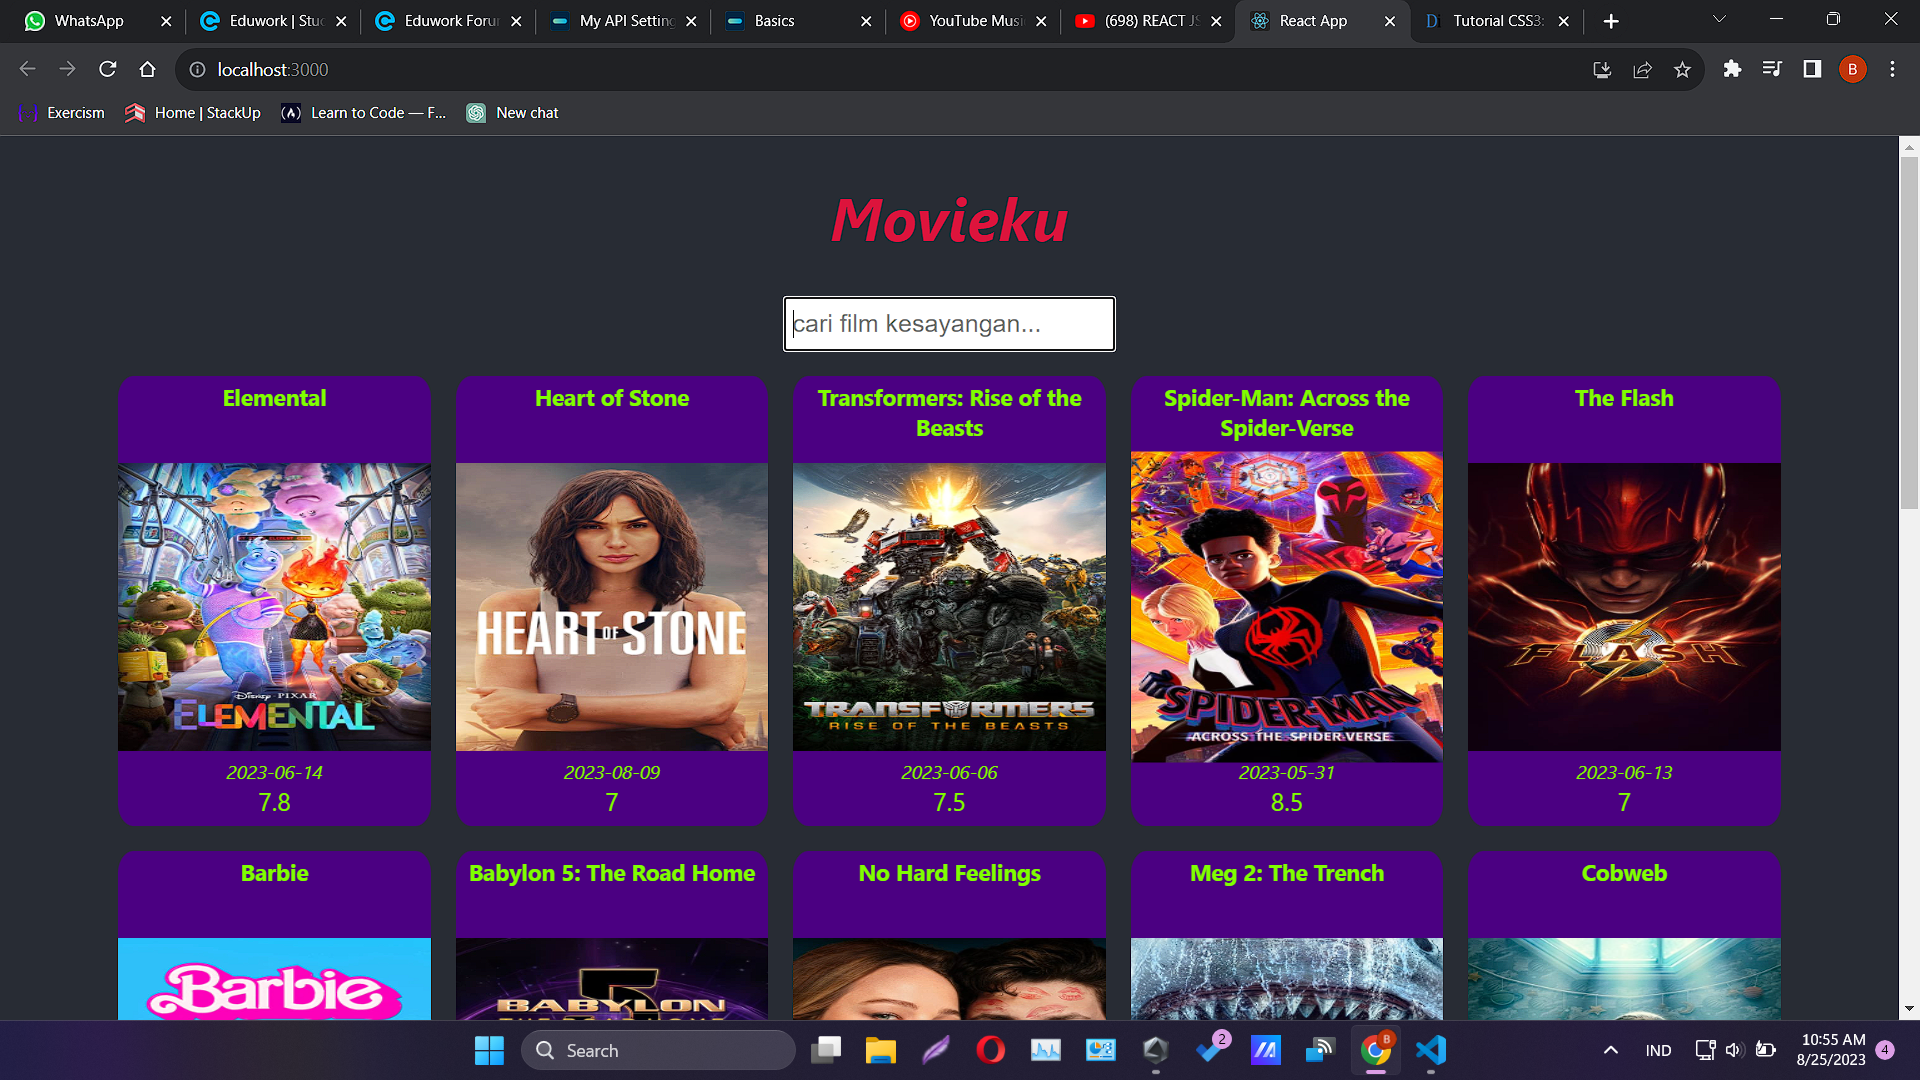 WhatsApp
Eduwork | Stud
Eduwork Forur
My API Setting
Basics
YouTube Musi
(698) REACT JS
React App
Tutorial CSS3:
localhost:3000
B
Exercism
Home | StackUp
Learn to Code — F...
New chat
Movieku
cari film kesayangan...
Elemental
Heart of Stone
Transformers: Rise of the
Beasts
Spider-Man: Across the
Spider-Verse
The Flash
DISNEY PIXAR
ELEMENTAL
HEART OF STONE
TRANSFORMERS
RISE OF THE BEASTS
SPIDER-MAN
ACROSS THE SPIDER-VERSE
FLASH
2023-06-14
7.8
2023-08-09
7
2023-06-06
7.5
2023-05-31
8.5
2023-06-13
7
Barbie
Babylon 5: The Road Home
No Hard Feelings
Meg 2: The Trench
Cobweb
Barbie
BABYLON
5
Search
2
B
IND
10:55 AM
8/25/2023
4